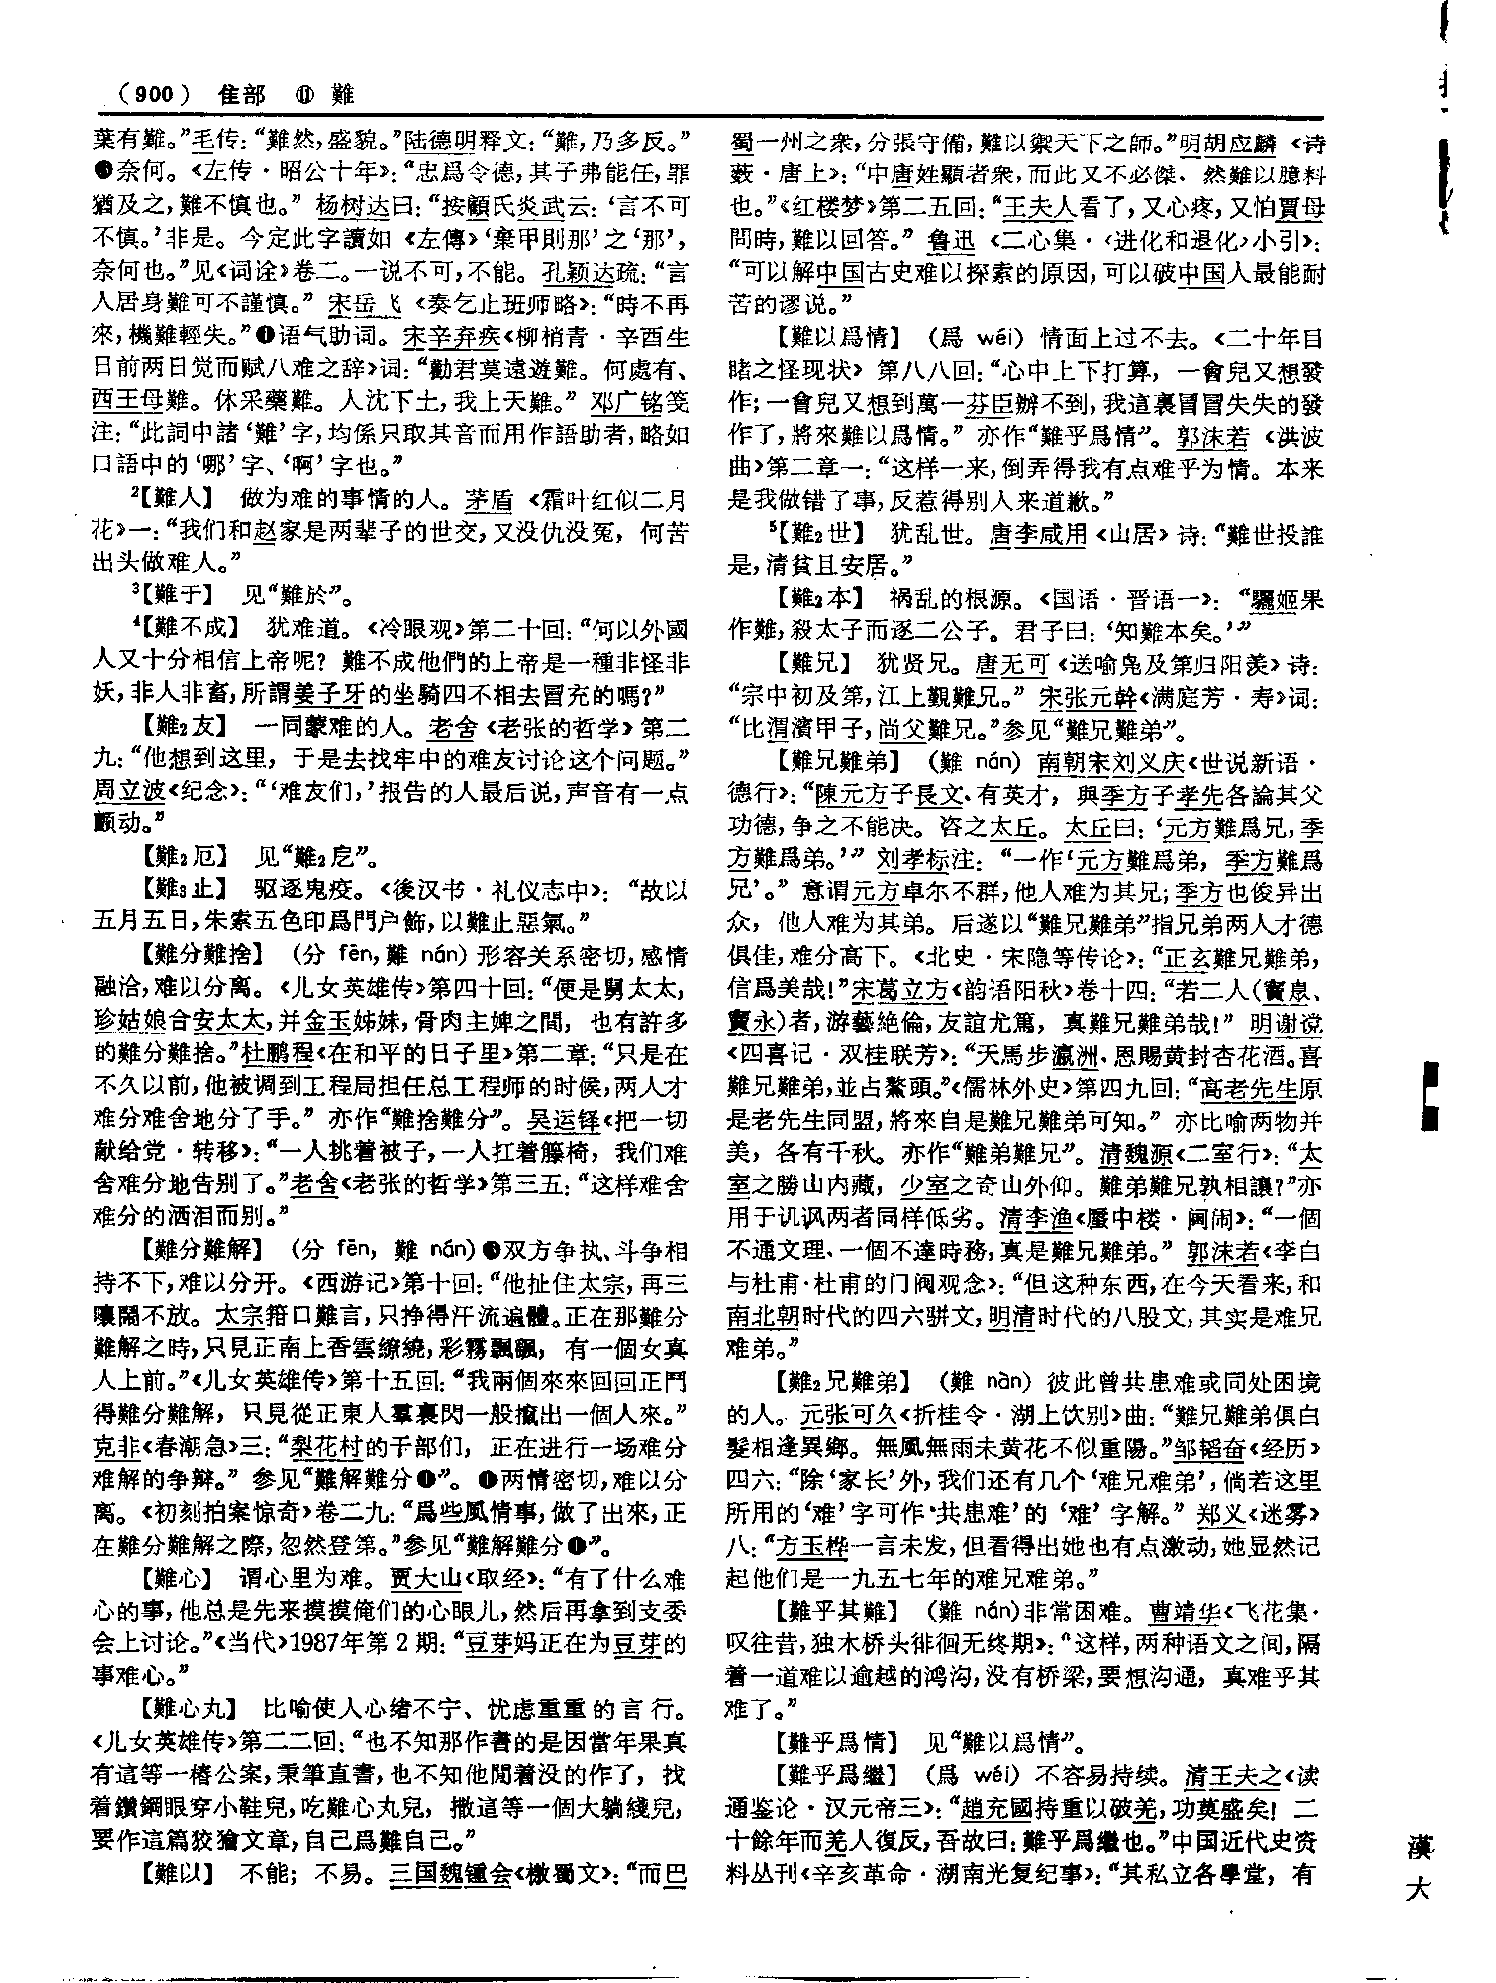 （900） 隹部 ⑪ 難
葉有難。”毛传：“難然，盛貌。”陆德明释文：“難，乃多反。”
奈何。《左传·昭公十年》：“忠爲令德，其子弗能任，罪
猶及之，難不慎也。” 杨树达曰：“按顧氏炎武云：‘言不可
不慎。’非是。今定此字讀如《左傳》‘棄甲則那’之‘那’，
奈何也。”见《词诠》卷二。一说不可，不能。孔颖达疏：“言
人居身難可不謹慎。” 宋岳飞《奏乞止班师略》：“時不再
來，機難輕失。”语气助词。宋辛弃疾《柳梢青·辛酉生
日前两日觉而赋八难之辞》词：“勸君莫遠遊難。何處有、
西王母難。休采藥難。人沈下土，我上天難。” 邓广铭笺
注：“此詞中諸‘難’字，均係只取其音而用作語助者，略如
口語中的‘哪’字、‘啊’字也。”
²【難人】 做为难的事情的人。茅盾《霜叶红似二月
花》一：“我们和赵家是两辈子的世交，又没仇没冤，何苦
出头做难人。”
³【難于】 见“難於”。
⁴【難不成】 犹难道。《冷眼观》第二十回：“何以外國
人又十分相信上帝呢？難不成他們的上帝是一種非怪非
妖，非人非畜，所謂姜子牙的坐騎四不相去冒充的嗎？”
【難₂友】 一同蒙难的人。老舍《老张的哲学》第二
九：“他想到这里，于是去找牢中的难友讨论这个问题。”
周立波《纪念》：“‘难友们，’报告的人最后说，声音有一点
颤动。”
【難₂厄】 见“難₂戹”。
【難₃止】 驱逐鬼疫。《後汉书·礼仪志中》：“故以
五月五日，朱索五色印爲門户飾，以難止惡氣。”
【難分難捨】 （分 fēn，難 nán）形容关系密切，感情
融洽，难以分离。《儿女英雄传》第四十回：“便是舅太太，
珍姑娘合安太太，并金玉姊妹，骨肉主婢之間，也有許多
的難分難捨。”杜鹏程《在和平的日子里》第二章：“只是在
不久以前，他被调到工程局担任总工程师的时候，两人才
难分难舍地分了手。” 亦作“難捨難分”。吴运铎《把一切
献给党·转移》：“一人挑着被子，一人扛着籐椅，我们难
舍难分地告别了。”老舍《老张的哲学》第三五：“这样难舍
难分的洒泪而别。”
【難分難解】 （分 fēn，難 nán）❶双方争执、斗争相
持不下，难以分开。《西游记》第十回：“他扯住太宗，再三
嚷鬧不放。太宗箝口難言，只挣得汗流遍體。正在那難分
難解之時，只見正南上香雲繚繞，彩霧飄飄，有一個女真
人上前。”《儿女英雄传》第十五回：“我兩個來來回回正鬥
得難分難解，只見從正東人羣裏閃一般攛出一個人來。”
克非《春潮急》三：“梨花村的干部们，正在进行一场难分
难解的争辩。” 参见“難解難分❶”。 ❷两情密切，难以分
离。《初刻拍案惊奇》卷二九：“爲些風情事，做了出來，正
在難分難解之際，忽然登第。”参见“難解難分❷”。
【難心】 谓心里为难。贾大山《取经》：“有了什么难
心的事，他总是先来摸摸俺们的心眼儿，然后再拿到支委
会上讨论。”《当代》1987年第2期：“豆芽妈正在为豆芽的
事难心。”
【難心丸】 比喻使人心绪不宁、忧虑重重的言行。
《儿女英雄传》第二二回：“也不知那作書的是因當年果真
有這等一樁公案，秉筆直書，也不知他閒着没的作了，找
着鑽鋼眼穿小鞋兒，吃難心丸兒，撒這等一個大躺綫兒，
要作這篇狡獪文章，自己爲難自己。”
【難以】 不能；不易。三国魏锺会《檄蜀文》：“而巴
蜀一州之衆，分張守備，難以禦天下之師。”明胡应麟《诗
薮·唐上》：“中唐姓顯者衆，而此又不必傑、然難以臆料
也。”《红楼梦》第二五回：“王夫人看了，又心疼，又怕賈母
問時，難以回答。” 鲁迅《二心集·〈进化和退化〉小引》：
“可以解中国古史难以探索的原因，可以破中国人最能耐
苦的谬说。”
【難以爲情】 （爲 wéi）情面上过不去。《二十年目
睹之怪现状》第八八回：“心中上下打算，一會兒又想發
作；一會兒又想到萬一芬臣辦不到，我這裏冒冒失失的發
作了，將來難以爲情。” 亦作“難乎爲情”。郭沫若《洪波
曲》第二章一：“这样一来，倒弄得我有点难乎为情。本来
是我做错了事，反惹得别人来道歉。”
⁵【難₂世】 犹乱世。唐李咸用《山居》诗：“難世投誰
是，清貧且安居。”
【難₂本】 祸乱的根源。《国语·晋语一》：“驪姬果
作難，殺太子而逐二公子。君子曰：‘知難本矣。’”
【難兄】 犹贤兄。唐无可《送喻凫及第归阳羡》诗：
“宗中初及第，江上覲難兄。” 宋张元幹《满庭芳·寿》词：
“比渭濱甲子，尚父難兄。”参见“難兄難弟”。
【難兄難弟】 （難 nán）南朝宋刘义庆《世说新语·
德行》：“陳元方子長文、有英才，與季方子孝先各論其父
功德，争之不能决。咨之太丘。太丘曰：‘元方難爲兄，季
方難爲弟。’” 刘孝标注：“一作‘元方難爲弟，季方難爲
兄’。” 意谓元方卓尔不群，他人难为其兄；季方也俊异出
众，他人难为其弟。后遂以“難兄難弟”指兄弟两人才德
俱佳，难分高下。《北史·宋隐等传论》：“正玄難兄難弟，
信爲美哉！”宋葛立方《韵语阳秋》卷十四：“若二人（竇臮、
竇永）者，游藝絶倫，友誼尤篤，真難兄難弟哉！” 明谢谠
《四喜记·双桂联芳》：“天馬步瀛洲，恩賜黄封杏花酒。喜
難兄難弟，並占鰲頭。”《儒林外史》第四九回：“高老先生原
是老先生同盟，將來自是難兄難弟可知。” 亦比喻两物并
美，各有千秋。亦作“難弟難兄”。清魏源《二室行》：“太
室之勝山内藏，少室之奇山外仰。難弟難兄孰相讓？”亦
用于讥讽两者同样低劣。清李渔《蜃中楼·阃闹》：“一個
不通文理、一個不達時務，真是難兄難弟。” 郭沫若《李白
与杜甫·杜甫的门阀观念》：“但这种东西，在今天看来，和
南北朝时代的四六骈文，明清时代的八股文，其实是难兄
难弟。”
【難₂兄難弟】 （難 nàn）彼此曾共患难或同处困境
的人。元张可久《折桂令·湖上饮别》曲：“難兄難弟俱白
髮相逢異鄉。無風無雨未黄花不似重陽。”邹韬奋《经历》
四六：“除‘家长’外，我们还有几个‘难兄难弟’，倘若这里
所用的‘难’字可作‘共患难’的‘难’字解。” 郑义《迷雾》
八：“方玉桦一言未发，但看得出她也有点激动，她显然记
起他们是一九五七年的难兄难弟。”
【難乎其難】 （難 nán）非常困难。曹靖华《飞花集·
叹往昔，独木桥头徘徊无终期》：“这样，两种语文之间，隔
着一道难以逾越的鸿沟，没有桥梁，要想沟通，真难乎其
难了。”
【難乎爲情】 见“難以爲情”。
【難乎爲繼】 （爲 wéi）不容易持续。清王夫之《读
通鉴论·汉元帝三》：“趙充國持重以破羌，功莫盛矣！二
十餘年而羌人復反，吾故曰：難乎爲繼也。”中国近代史资
料丛刊《辛亥革命·湖南光复纪事》：“其私立各學堂，有
漢
大